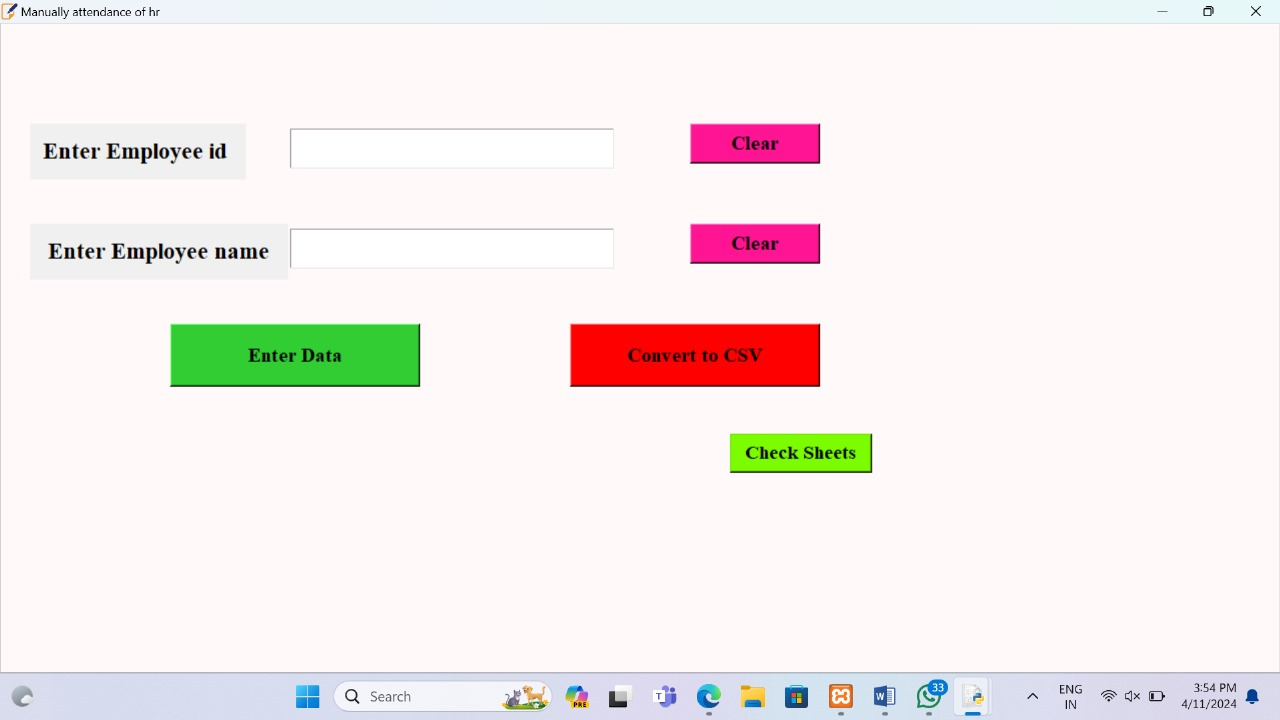 Manually attendance of hr
Enter Employee id
Clear
Enter Employee name
Clear
Enter Data
Convert to CSV
Check Sheets
Search
PRE
T
W
33
ENG
IN
3:54 PM
4/11/2024